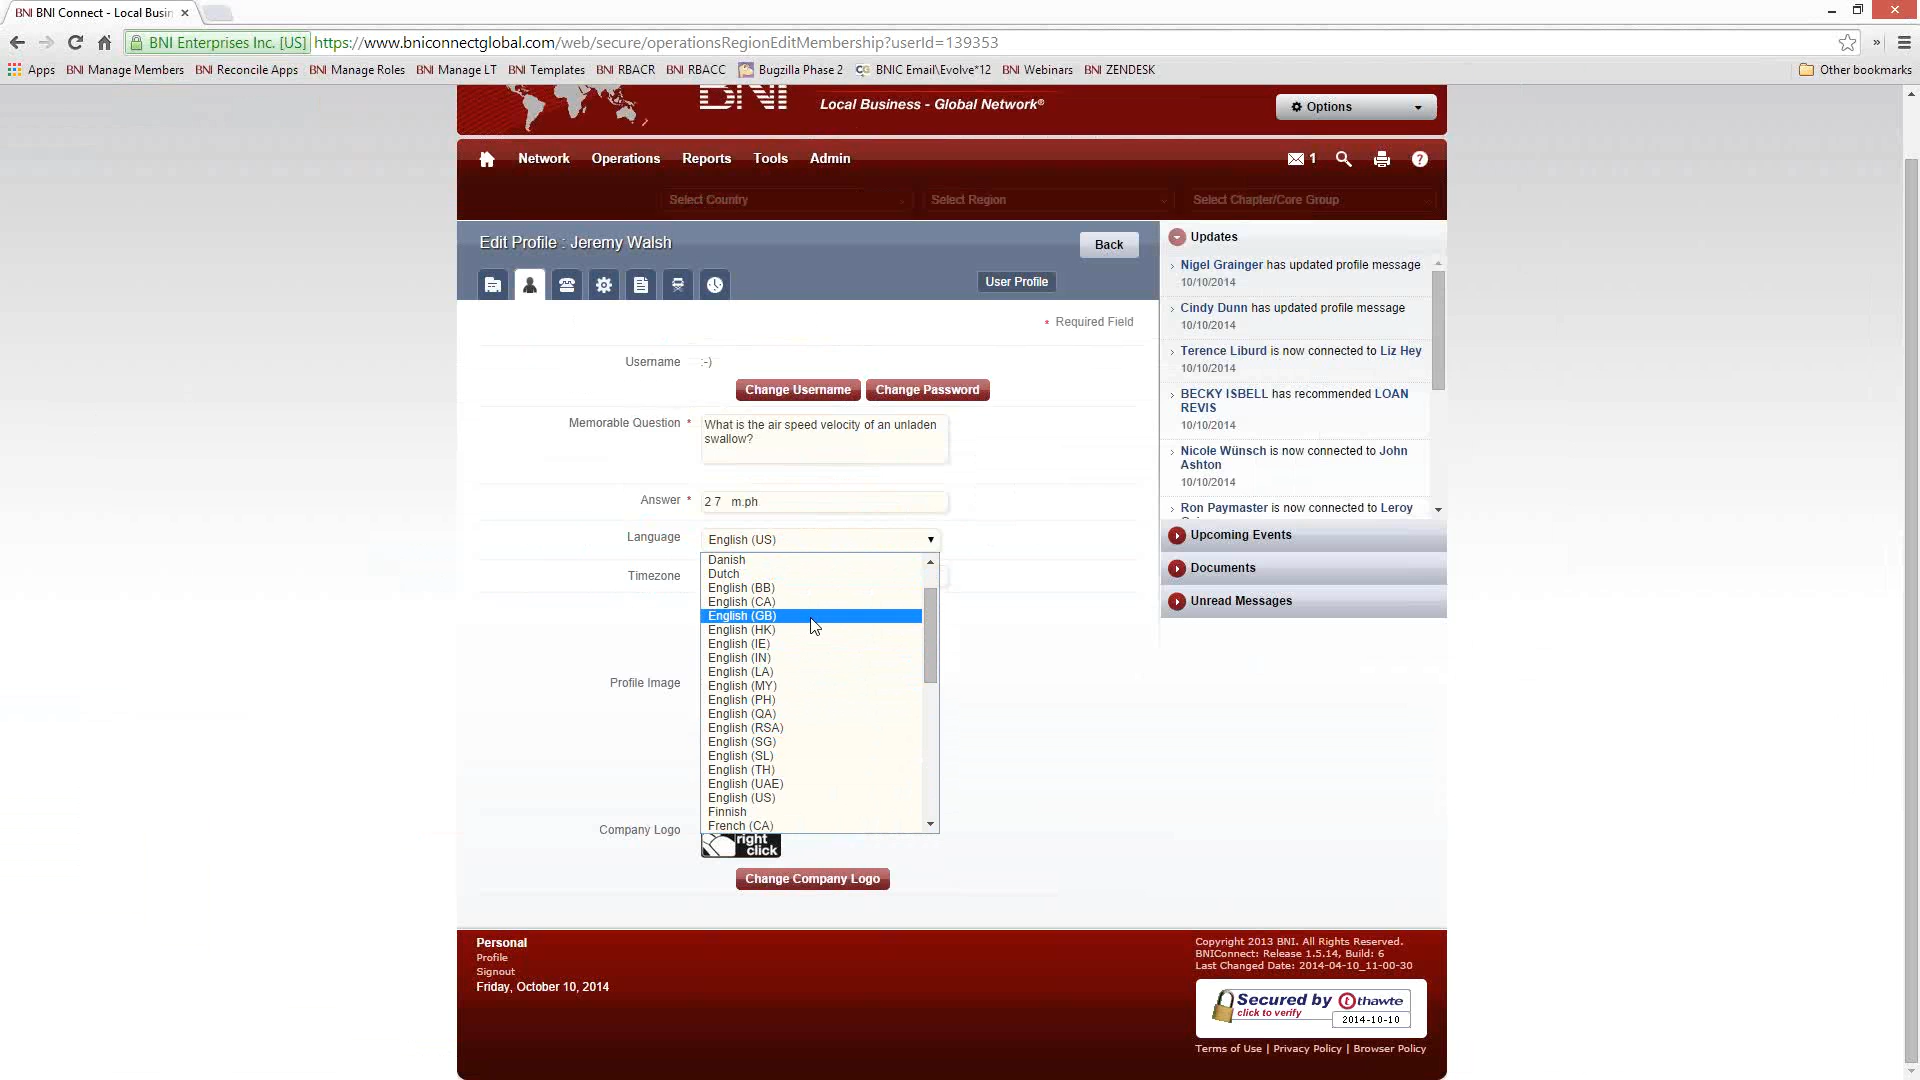 BNI BNI Connect - Local Busin
BNI Enterprises Inc. [US] https://www.bniconnectglobal.com/web/secure/operationsRegionEditMembership?userId=139353
Apps BNI Manage Members BNI Reconcile Apps BNI Manage Roles BNI Manage LT BNI Templates BNI RBACR BNI RBACC Bugzilla Phase 2 BNIC Email\Evolve*12 BNI Webinars BNI ZENDESK Other bookmarks
BNI Local Business - Global Network®
Options
Network Operations Reports Tools Admin 1
Select Country Select Region Select Chapter/Core Group
Edit Profile : Jeremy Walsh
Back
User Profile
* Required Field
Username :-)
Change Username Change Password
Memorable Question * What is the air speed velocity of an unladen
swallow?
Answer * 2 7 m.ph
Language English (US)
Timezone
Danish
Dutch
English (BB)
English (CA)
English (GB)
English (HK)
English (IE)
English (IN)
English (LA)
English (MY)
English (PH)
English (QA)
English (RSA)
English (SG)
English (SL)
English (TH)
English (UAE)
English (US)
Finnish
French (CA)
Profile Image
Company Logo
right
click
Change Company Logo
Updates
Nigel Grainger has updated profile message
10/10/2014
Cindy Dunn has updated profile message
10/10/2014
Terence Liburd is now connected to Liz Hey
10/10/2014
BECKY ISBELL has recommended LOAN
REVIS
10/10/2014
Nicole Wünsch is now connected to John
Ashton
10/10/2014
Ron Paymaster is now connected to Leroy
Upcoming Events
Documents
Unread Messages
Personal
Profile
Signout
Friday, October 10, 2014
Copyright 2013 BNI. All Rights Reserved.
BNIConnect: Release 1.5.14, Build: 6
Last Changed Date: 2014-04-10_11-00-30
Secured by thawte
click to verify
2014-10-10
Terms of Use | Privacy Policy | Browser Policy